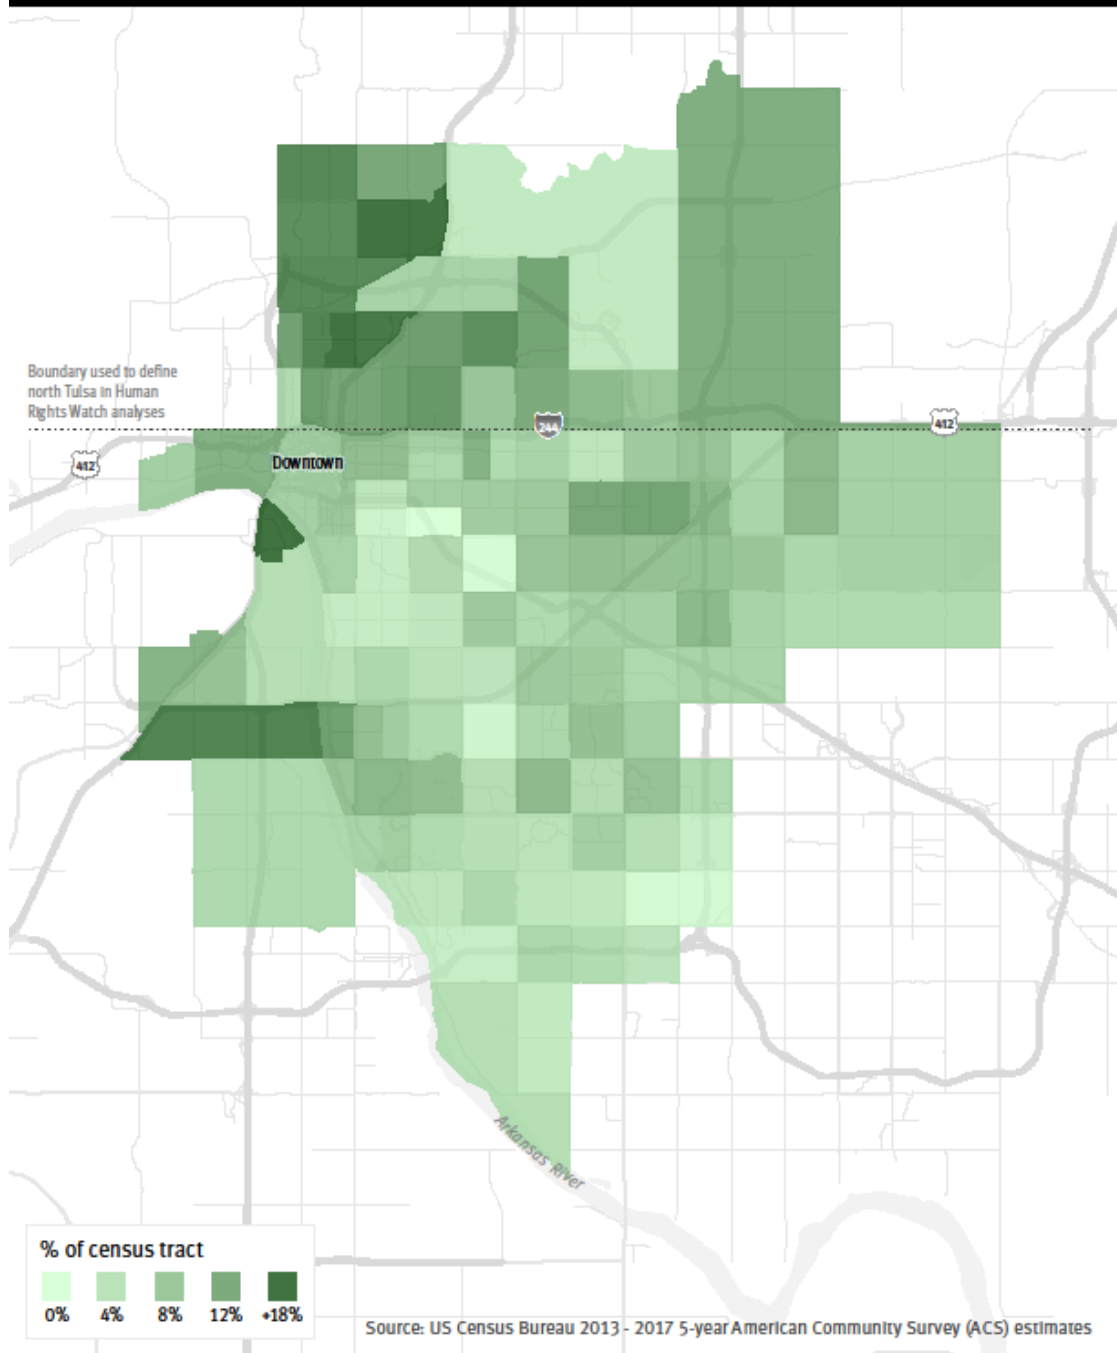 Boundary used to define
north Tulsa in Human
Rights Watch analyses
244
412
412
Downtown
Arkansas River
% of census tract
0% 4% 8% 12% +18%
Source: US Census Bureau 2013 - 2017 5-year American Community Survey (ACS) estimates